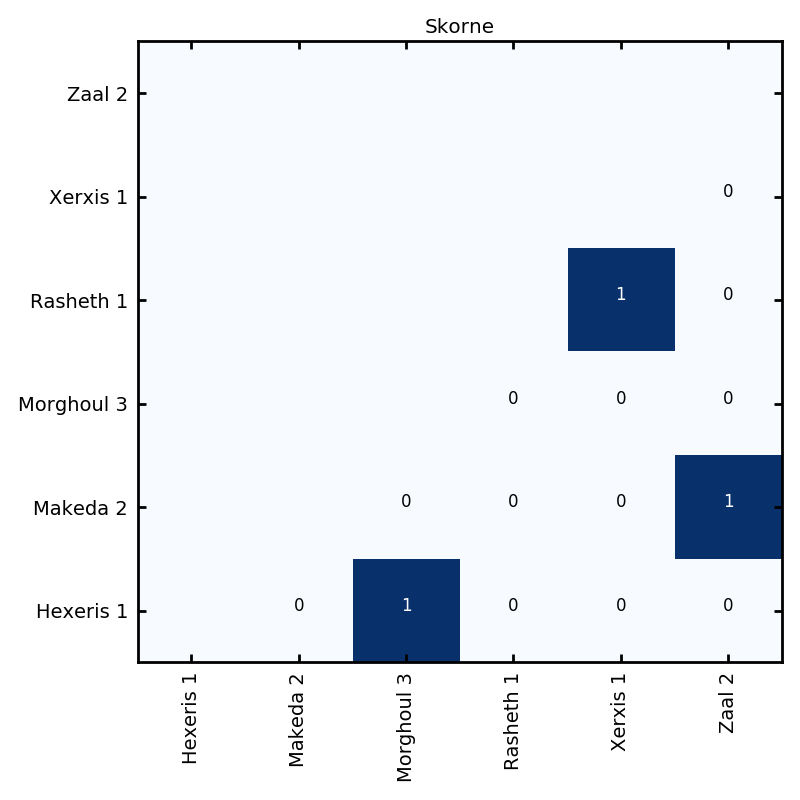 Skorne
Zaal 2
Xerxis 1 0
Rasheth 1 1 0
Morghoul 3 0 0 0
Makeda 2 0 0 0 1
Hexeris 1 0 1 0 0 0
Hexeris 1
Makeda 2
Morghoul 3
Rasheth 1
Xerxis 1
Zaal 2